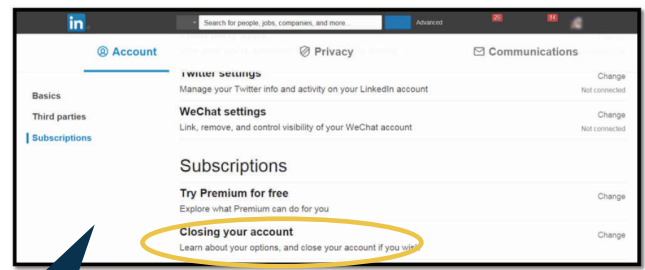 in
Search for people, jobs, companies, and more...
Advanced
Account
Privacy
Communications
Basics
Third parties
Subscriptions
Twitter settings
Change
Manage your Twitter info and activity on your LinkedIn account
Not connected
WeChat settings
Change
Link, remove, and control visibility of your WeChat account
Not connected
Subscriptions
Try Premium for free
Change
Explore what Premium can do for you
Closing your account
Change
Learn about your options, and close your account if you wish